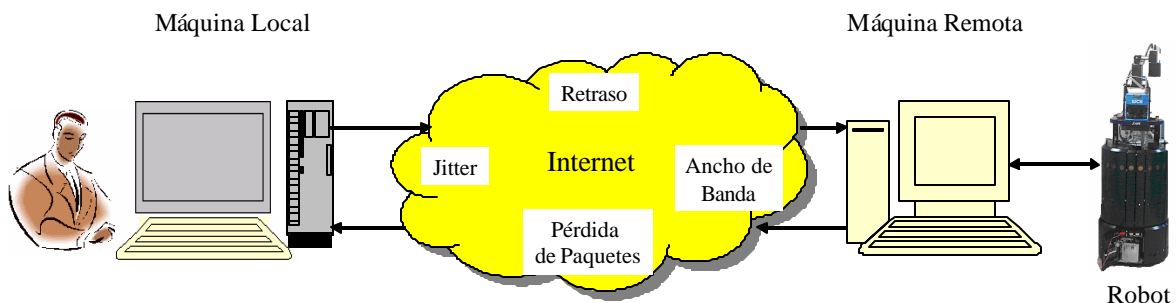 Máquina Local
Máquina Remota
Retraso
Jitter
Internet
Ancho de
Banda
Pérdida
de Paquetes
Robot